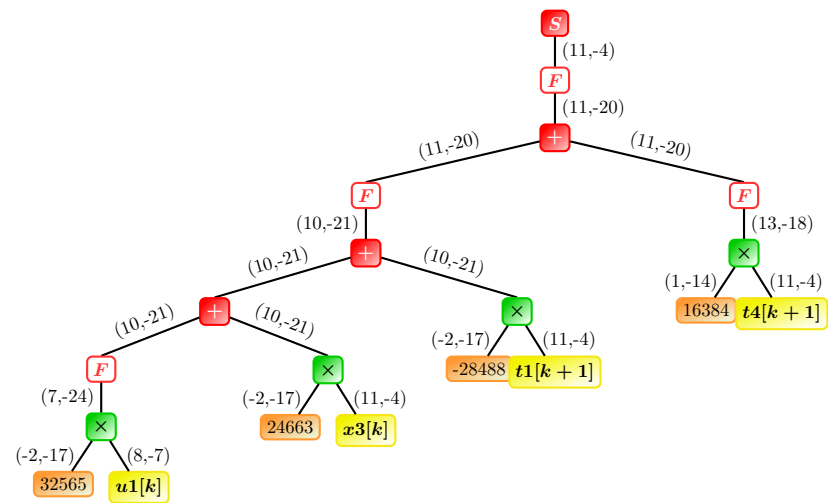 S
(11,-4)
F
(11,-20)
+
(11,-20) (11,-20)
F F
(10,-21) (13,-18)
+ ×
(10,-21) (10,-21) (1,-14) (11,-4)
+ × 16384 t4[k + 1]
(10,-21) (10,-21) (-2,-17) (11,-4)
F × -28488 t1[k + 1]
(7,-24) (-2,-17) (11,-4)
× 24663 x3[k]
(-2,-17) (8,-7)
32565 u1[k]